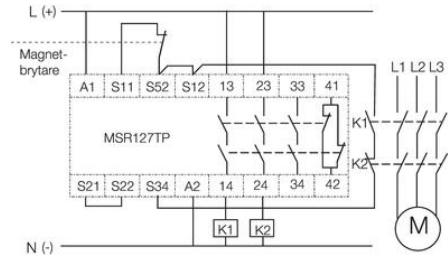 L (+)
Magnet-
brytare
A1 S11 S52 S12 13 23 33 41
L1 L2 L3
K1
MSR127TP
K2
S21 S22 S34 A2 14 24 34 42
K1 K2
M
N (-)